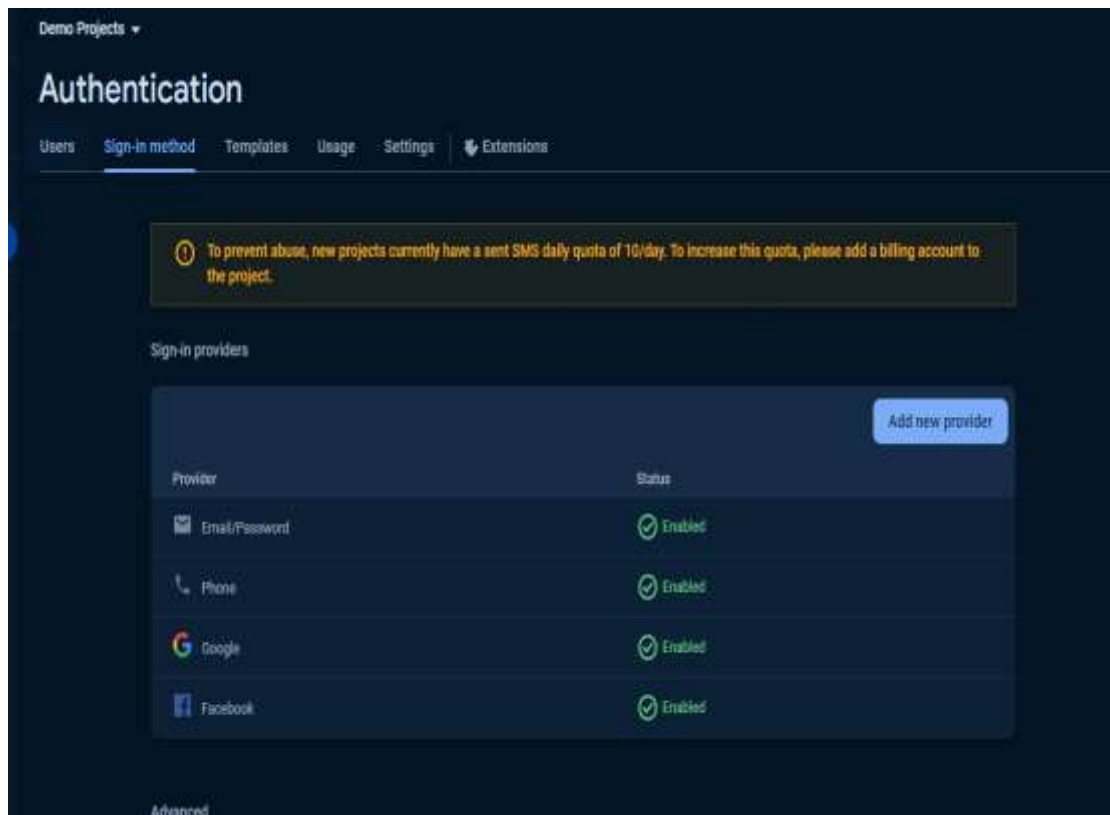 Demo Projects
Authentication
Users Sign-in method Templates Usage Settings Extensions
To prevent abuse, new projects currently have a sent SMS daily quota of 10/day. To increase this quota, please add a billing account to
the project.
Sign-in providers
Add new provider
Provider Status
Email/Password Enabled
Phone Enabled
Google Enabled
Facebook Enabled
Advanced